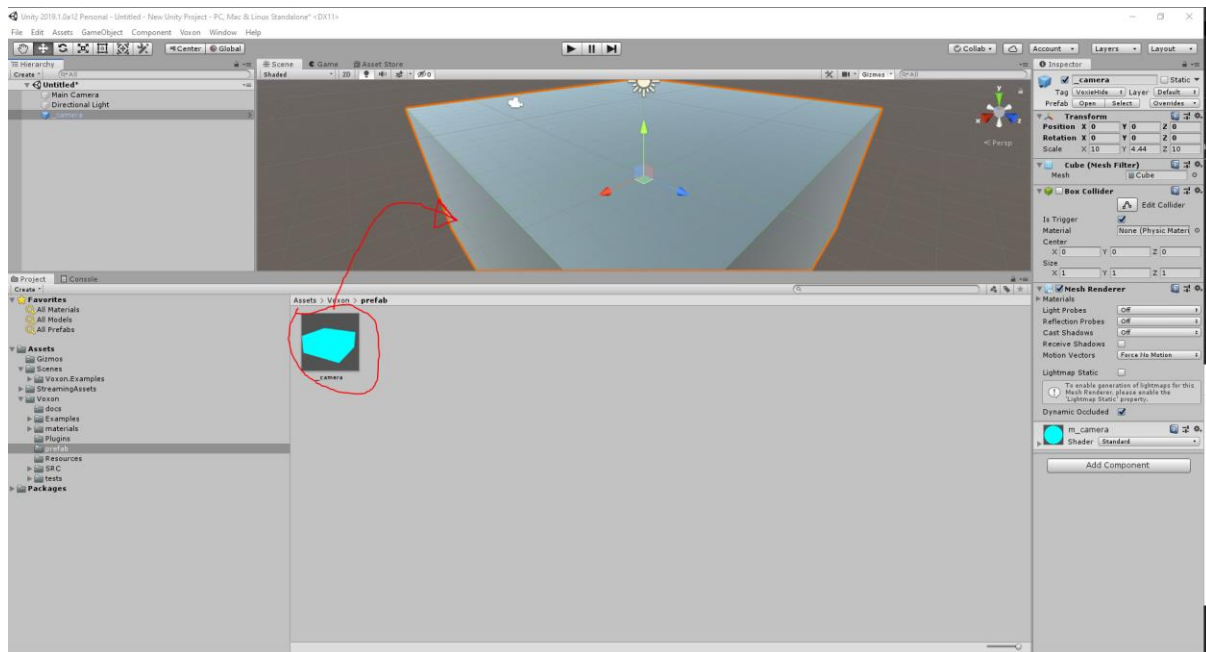 Unity 2019.1.0e12 Personal - Untitled - New Unity Project - PC, Mac & Linux Standalone* <DX11>
File Edit Assets GameObject Component Voxon Window Help
Center Global
Collab Account Layers Layout
Hierarchy
Create All
Untitled*
Main Camera
Directional Light
_camera
Scene Game Asset Store
Shaded 2D 0 Gizmos All
y
x z
Persp
Project Console
Create
Favorites
All Materials
All Models
All Prefabs
Assets
Gizmos
Scenes
Voxon.Examples
StreamingAssets
Voxon
docs
Examples
materials
Plugins
prefab
Resources
SRC
tests
Packages
Assets > Voxon > prefab
_camera
Inspector
_camera Static
Tag VoxieHide Layer Default
Prefab Open Select Overrides
Transform
Position X 0 Y 0 Z 0
Rotation X 0 Y 0 Z 0
Scale X 10 Y 4.44 Z 10
Cube (Mesh Filter)
Mesh Cube
Box Collider
Edit Collider
Is Trigger
Material None (Physic Materi
Center
X 0 Y 0 Z 0
Size
X 1 Y 1 Z 1
Mesh Renderer
Materials
Light Probes Off
Reflection Probes Off
Cast Shadows Off
Receive Shadows
Motion Vectors Force No Motion
Lightmap Static
To enable generation of lightmaps for this
Mesh Renderer, please enable the
'Lightmap Static' property.
Dynamic Occluded
m_camera
Shader Standard
Add Component